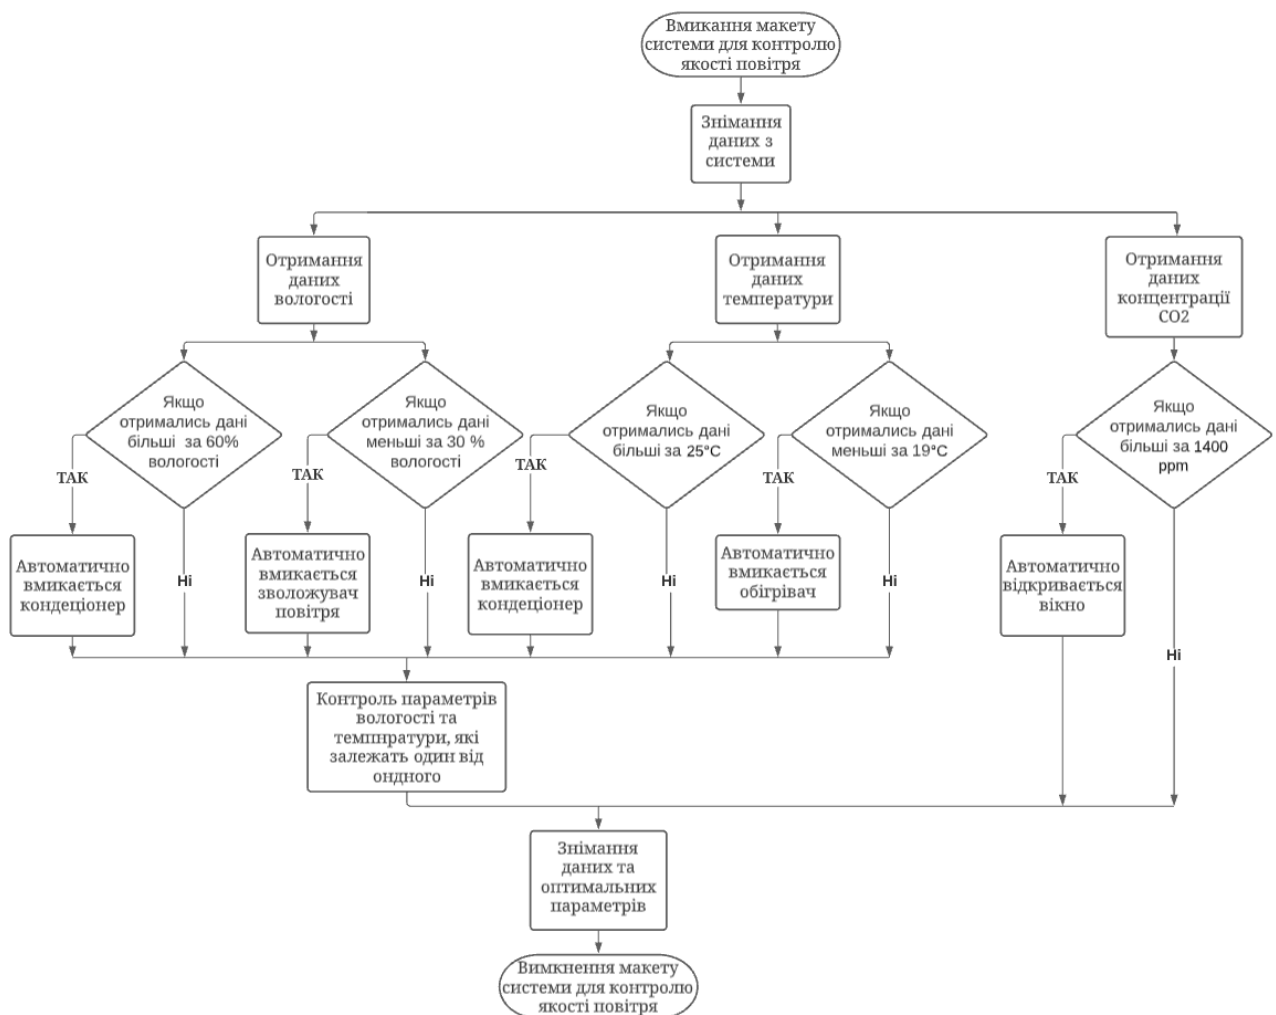 Вмикання макету
системи для контролю
якості повітря
Знімання
даних з
системи
Отримання
даних
вологості
Отримання
даних
температури
Отримання
даних
концентрації
СО2
Якщо
отримались дані
більші за 60%
вологості
Якщо
отримались дані
меньші за 30 %
вологості
Якщо
отримались дані
більші за 25°С
Якщо
отримались дані
меньші за 19°С
Якщо
отримались дані
більші за 1400
ppm
ТАК
ТАК
ТАК
ТАК
ТАК
Автоматично
вмикається
кондеціонер
Ні
Автоматично
вмикається
зволожувач
повітря
Ні
Автоматично
вмикається
кондеціонер
Ні
Автоматично
вмикається
обігрівач
Ні
Автоматично
відкривається
вікно
Ні
Контроль параметрів
вологості та
темпнратури, які
залежать один від
ондного
Знімання
даних та
оптимальних
параметрів
Вимкнення макету
системи для контролю
якості повітря